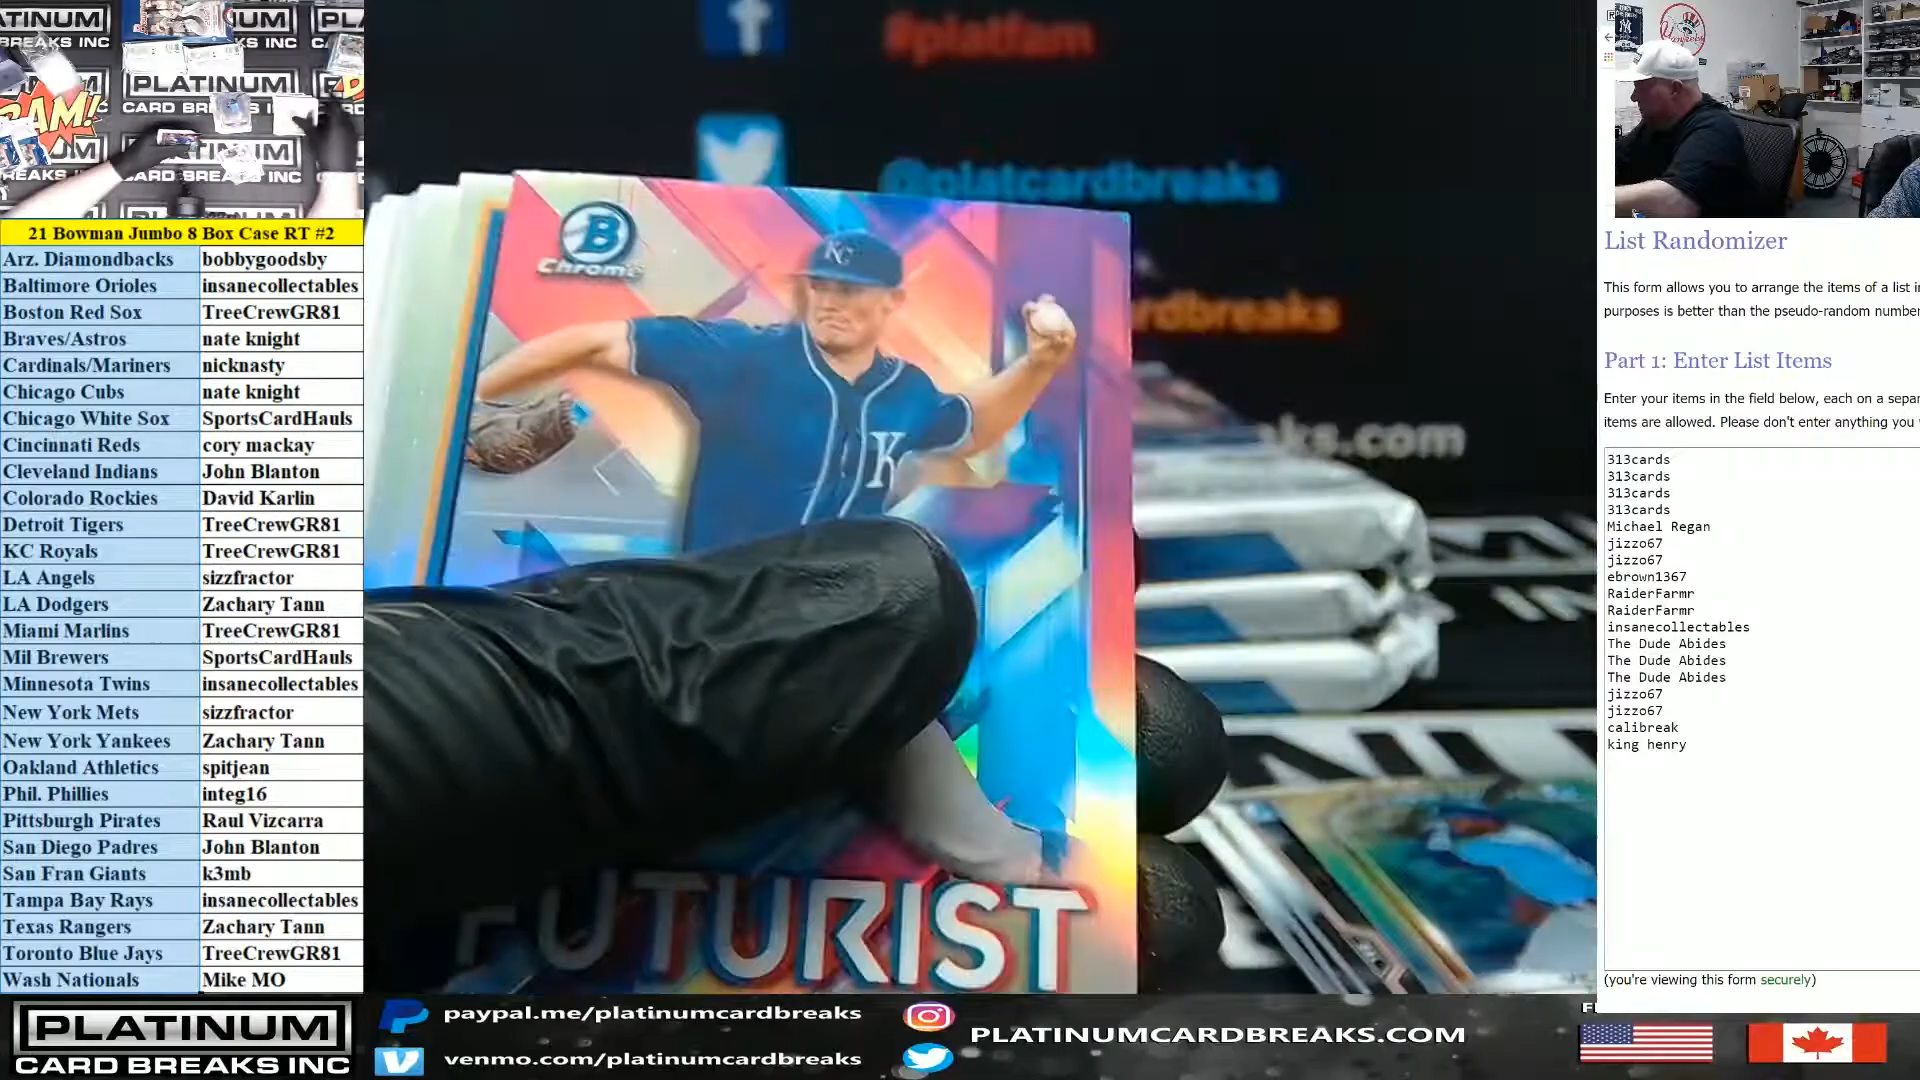 PLATINUM
CARD BREAKS INC
#platfam
@platcardbreaks
rdbreaks
ks.com
B
Chrome
KC
FUTURIST
21 Bowman Jumbo 8 Box Case RT #2
Arz. Diamondbacks bobbygoodsby
Baltimore Orioles insanecollectables
Boston Red Sox TreeCrewGR81
Braves/Astros nate knight
Cardinals/Mariners nicknasty
Chicago Cubs nate knight
Chicago White Sox SportsCardHauls
Cincinnati Reds cory mackay
Cleveland Indians John Blanton
Colorado Rockies David Karlin
Detroit Tigers TreeCrewGR81
KC Royals TreeCrewGR81
LA Angels sizzfractor
LA Dodgers Zachary Tann
Miami Marlins TreeCrewGR81
Mil Brewers SportsCardHauls
Minnesota Twins insanecollectables
New York Mets sizzfractor
New York Yankees Zachary Tann
Oakland Athletics spitjean
Phil. Phillies integ16
Pittsburgh Pirates Raul Vizcarra
San Diego Padres John Blanton
San Fran Giants k3mb
Tampa Bay Rays insanecollectables
Texas Rangers Zachary Tann
Toronto Blue Jays TreeCrewGR81
Wash Nationals Mike MO
List Randomizer
This form allows you to arrange the items of a list i
purposes is better than the pseudo-random number
Part 1: Enter List Items
Enter your items in the field below, each on a sepa
items are allowed. Please don't enter anything you
313cards
313cards
313cards
313cards
Michael Regan
jizzo67
jizzo67
ebrown1367
RaiderFarmr
RaiderFarmr
insanecollectables
The Dude Abides
The Dude Abides
The Dude Abides
jizzo67
jizzo67
calibreak
king henry
(you're viewing this form securely)
PLATINUM
CARD BREAKS INC
paypal.me/platinumcardbreaks
venmo.com/platinumcardbreaks
PLATINUMCARDBREAKS.COM